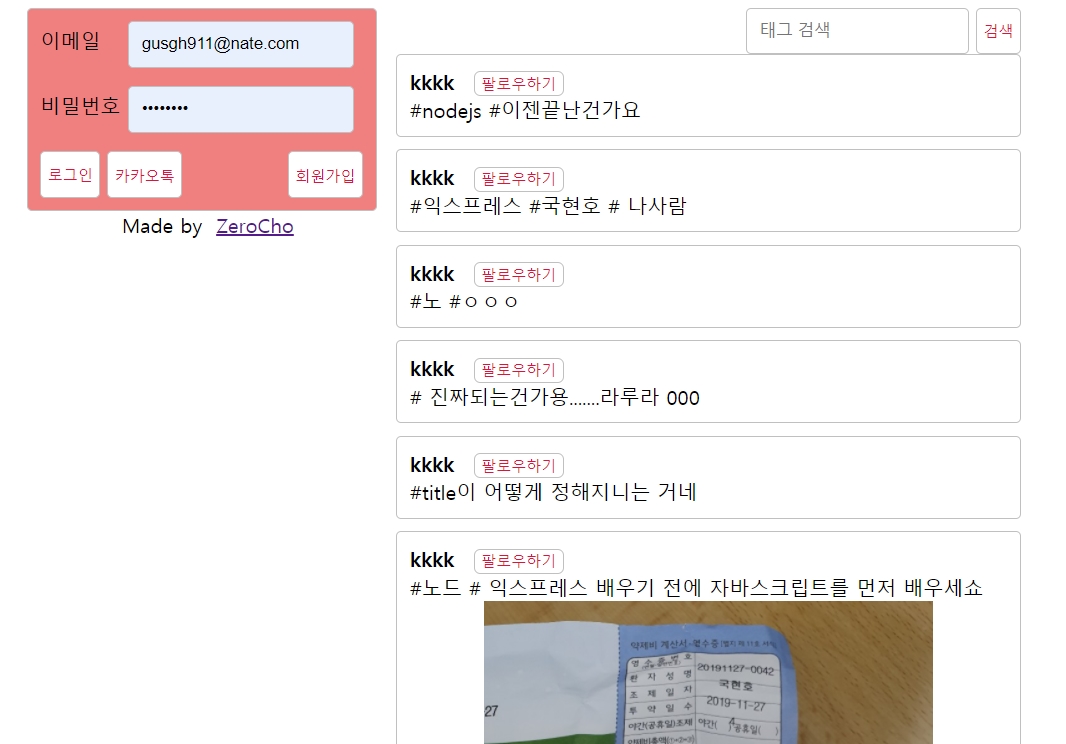 이메일
gusgh911@nate.com
비밀번호
••••••••
로그인 카카오톡 회원가입
Made by ZeroCho
태그 검색 검색
kkkk 팔로우하기
#nodejs #이젠끝난건가요
kkkk 팔로우하기
#익스프레스 #국현호 # 나사람
kkkk 팔로우하기
#노 #ㅇㅇㅇ
kkkk 팔로우하기
# 진짜되는건가용.......라루라 000
kkkk 팔로우하기
#title이 어떻게 정해지니는 거네
kkkk 팔로우하기
#노드 # 익스프레스 배우기 전에 자바스크립트를 먼저 배우세쇼
약제비 계산서·영수증
영수증번호 20191127-0042
환자성명 국현호
조제일자 2019-11-27
투약일수 4
27
야간(공휴일)조제 야간( )공휴일( )
약제비총액(①+②+③)